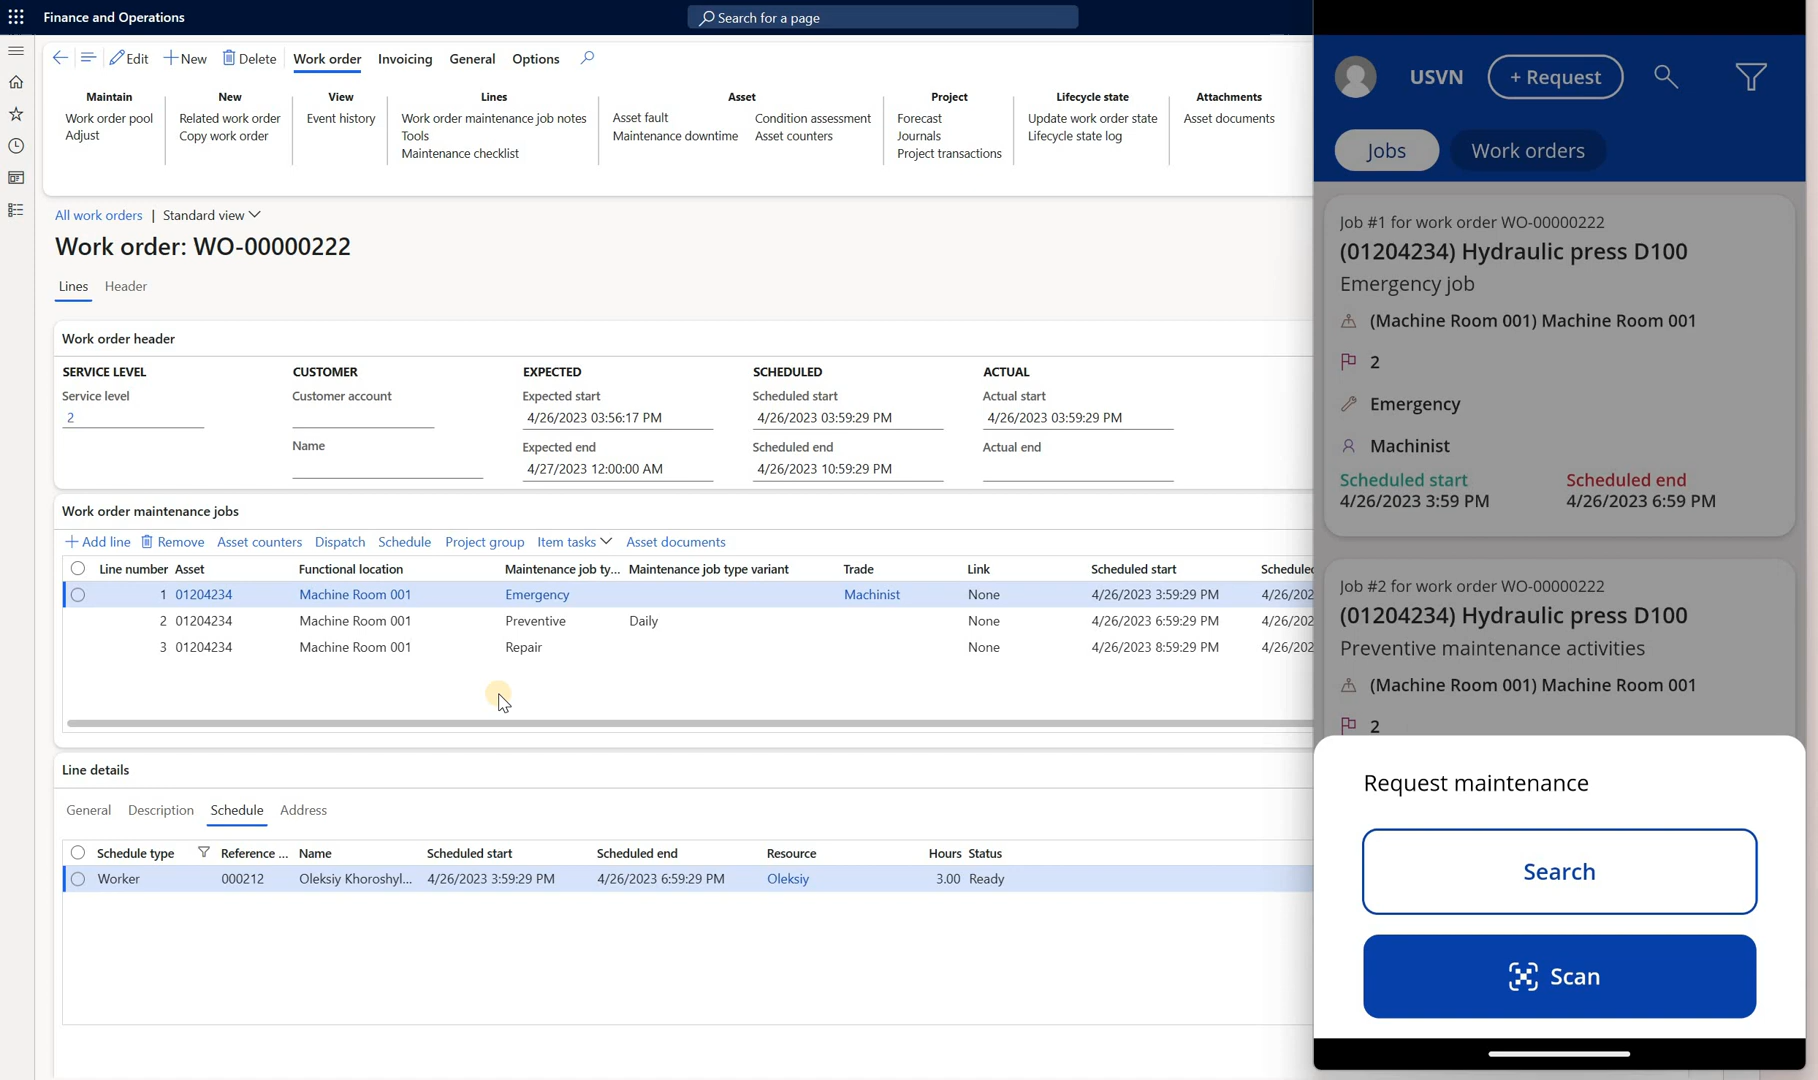 Finance and Operations
Search for a page
Edit New Delete Work order Invoicing General Options
Maintain New View Lines Asset Project Lifecycle state Attachments
Work order pool Related work order Event history Work order maintenance job notes Asset fault Condition assessment Forecast Update work order state Asset documents
Adjust Copy work order Tools Maintenance downtime Asset counters Journals Lifecycle state log
Maintenance checklist Project transactions
All work orders | Standard view
Work order: WO-00000222
Lines Header
Work order header
SERVICE LEVEL CUSTOMER EXPECTED SCHEDULED ACTUAL
Service level Customer account Expected start Scheduled start Actual start
2 4/26/2023 03:56:17 PM 4/26/2023 03:59:29 PM 4/26/2023 03:59:29 PM
Name Expected end Scheduled end Actual end
4/27/2023 12:00:00 AM 4/26/2023 10:59:29 PM
Work order maintenance jobs
Add line Remove Asset counters Dispatch Schedule Project group Item tasks Asset documents
Line number Asset Functional location Maintenance job ty... Maintenance job type variant Trade Link Scheduled start Scheduled
1 01204234 Machine Room 001 Emergency Machinist None 4/26/2023 3:59:29 PM 4/26/202
2 01204234 Machine Room 001 Preventive Daily None 4/26/2023 6:59:29 PM 4/26/202
3 01204234 Machine Room 001 Repair None 4/26/2023 8:59:29 PM 4/26/202
Line details
General Description Schedule Address
Schedule type Reference ... Name Scheduled start Scheduled end Resource Hours Status
Worker 000212 Oleksiy Khoroshyl... 4/26/2023 3:59:29 PM 4/26/2023 6:59:29 PM Oleksiy 3.00 Ready
USVN + Request
Jobs Work orders
Job #1 for work order WO-00000222
(01204234) Hydraulic press D100
Emergency job
(Machine Room 001) Machine Room 001
2
Emergency
Machinist
Scheduled start Scheduled end
4/26/2023 3:59 PM 4/26/2023 6:59 PM
Job #2 for work order WO-00000222
(01204234) Hydraulic press D100
Preventive maintenance activities
(Machine Room 001) Machine Room 001
2
Request maintenance
Search
Scan